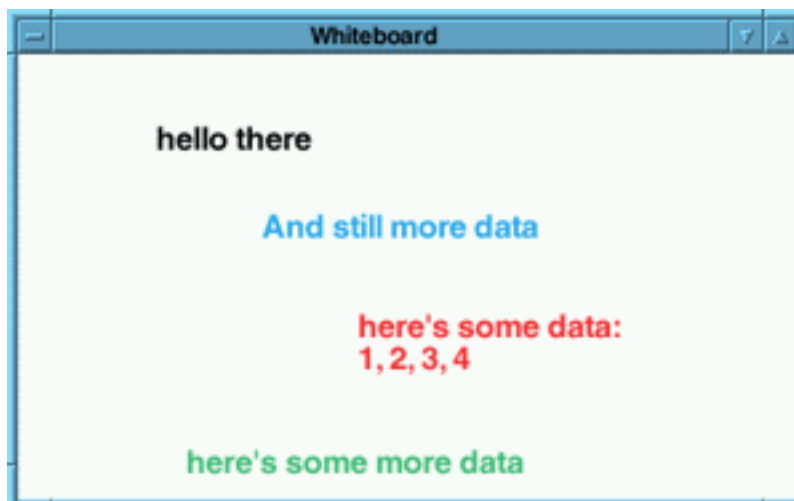 Whiteboard
hello there
And still more data
here's some data:
1, 2, 3, 4
here's some more data